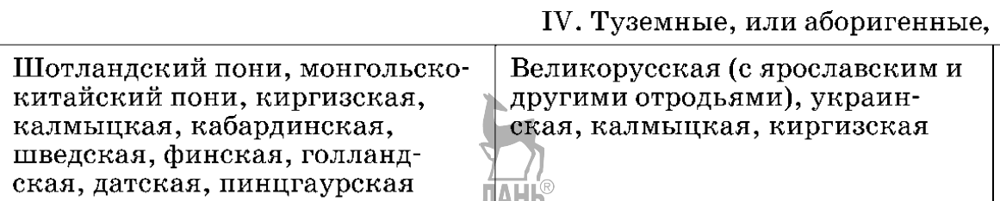 IV. Туземные, или аборигенные,
Шотландский пони, монгольско-
китайский пони, киргизская,
калмыцкая, кабардинская,
шведская, финская, голланд-
ская, датская, пинцгаурская
Великорусская (с ярославским и
другими отродьями), украин-
ская, калмыцкая, киргизская
ЛАНЬ®